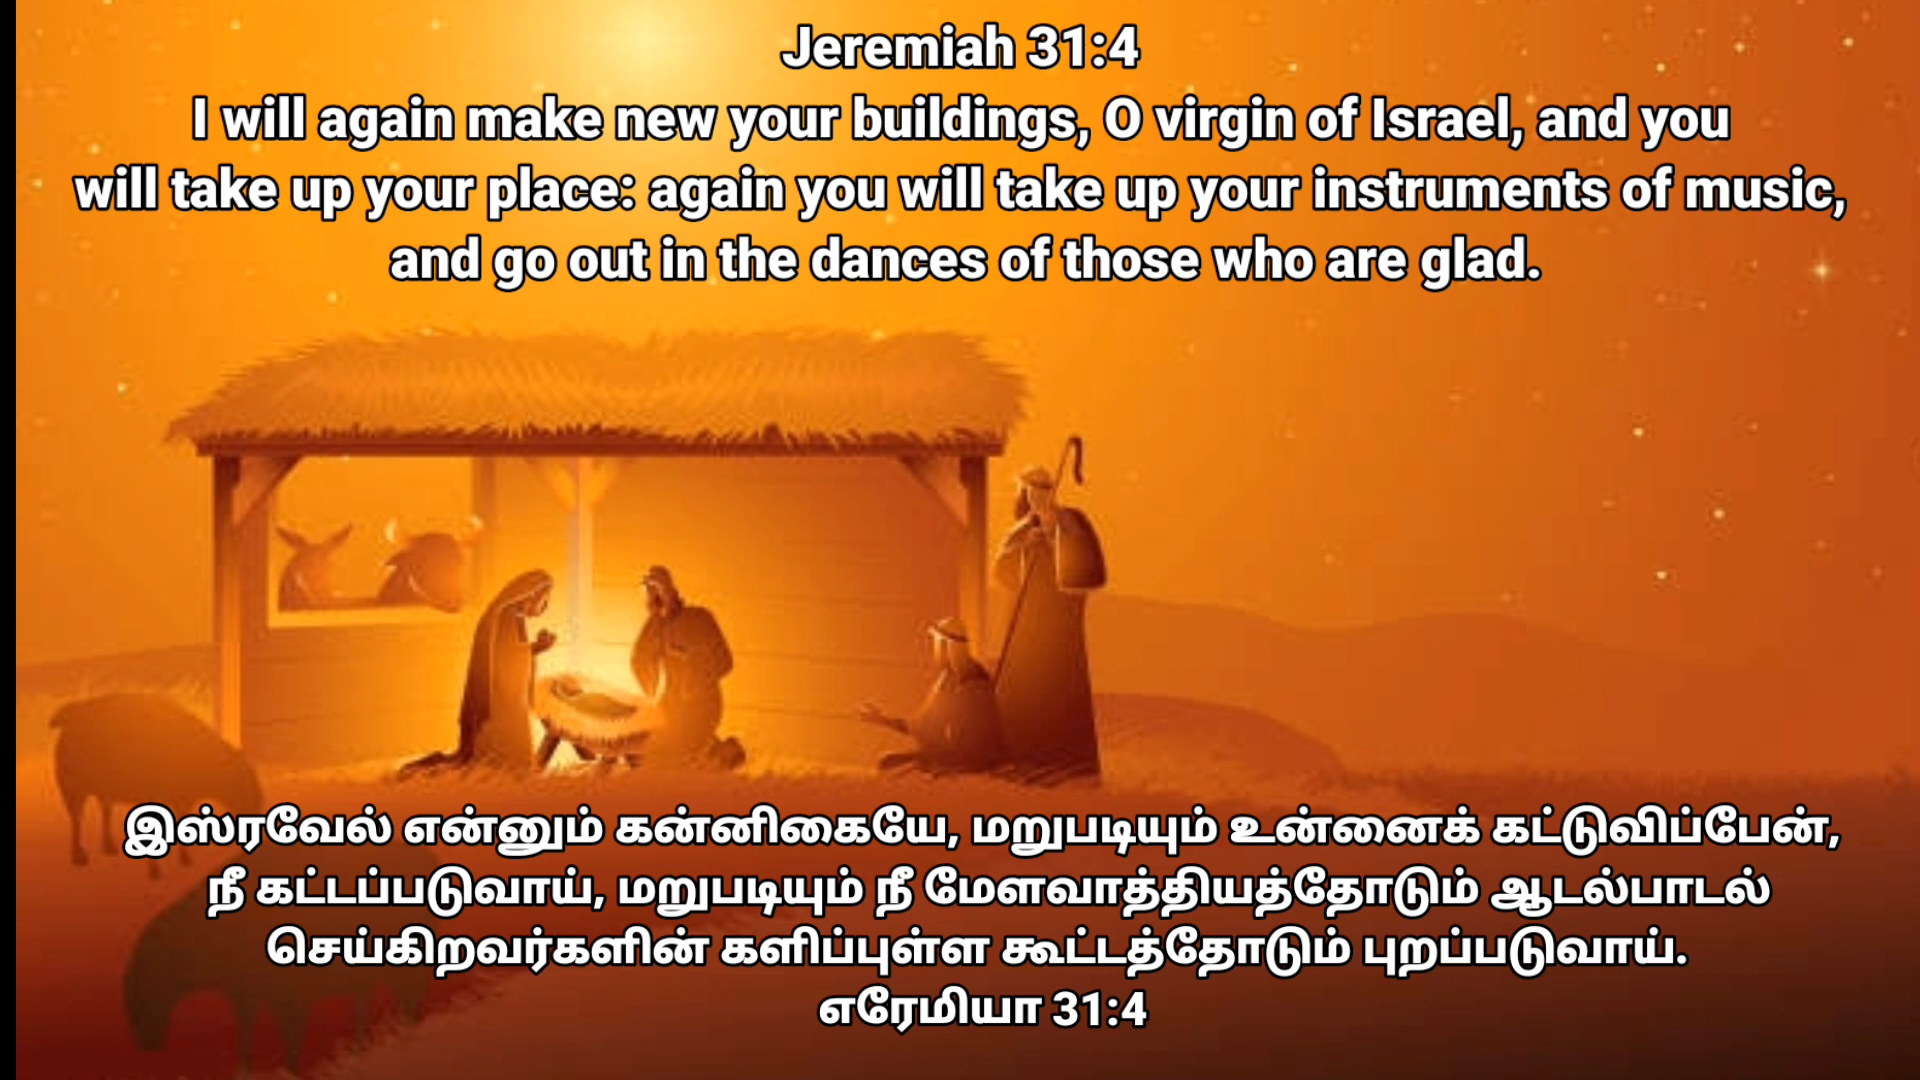 Jeremiah 31:4
I will again make new your buildings, O virgin of Israel, and you
will take up your place: again you will take up your instruments of music,
and go out in the dances of those who are glad.
இஸ்ரவேல் என்னும் கன்னிகையே, மறுபடியும் உன்னைக் கட்டுவிப்பேன்,
நீ கட்டப்படுவாய், மறுபடியும் நீ மேளவாத்தியத்தோடும் ஆடல்பாடல்
செய்கிறவர்களின் களிப்புள்ள கூட்டத்தோடும் புறப்படுவாய்.
எரேமியா 31:4